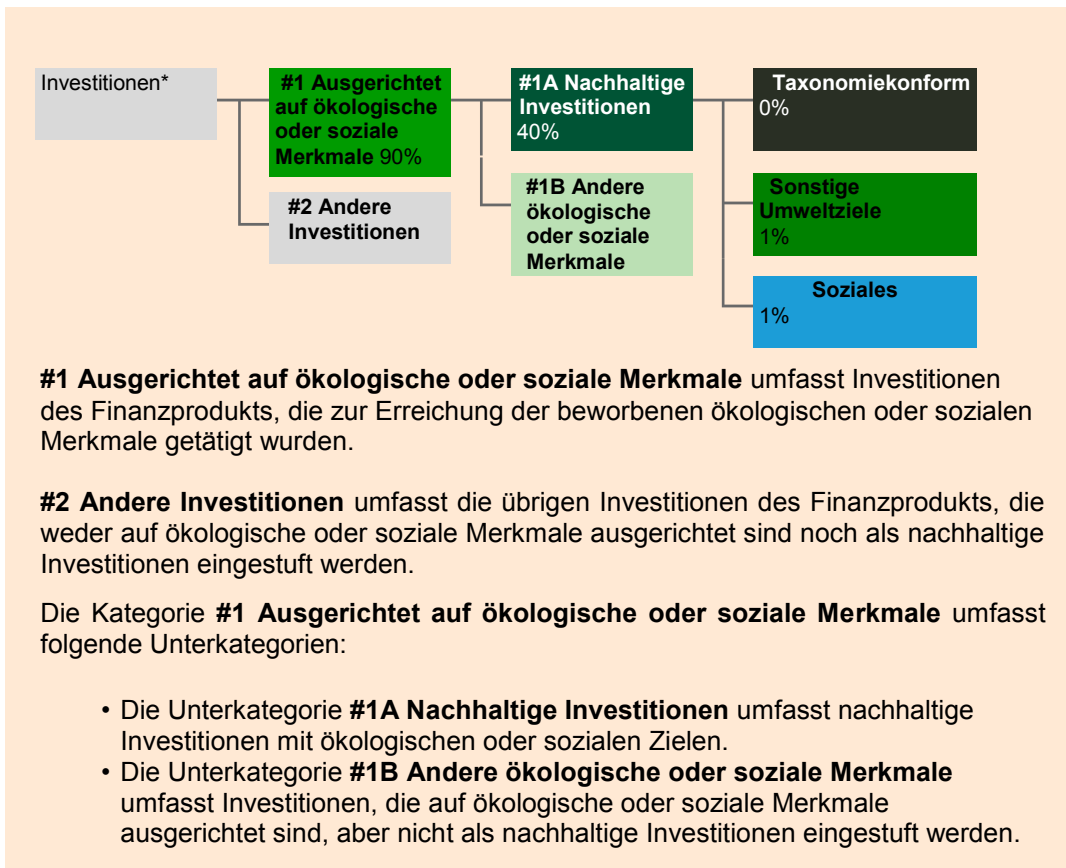 Investitionen*
#1 Ausgerichtet
auf ökologische
oder soziale
Merkmale 90%
#2 Andere
Investitionen
#1A Nachhaltige
Investitionen
40%
#1B Andere
ökologische
oder soziale
Merkmale
Taxonomiekonform
0%
Sonstige
Umweltziele
1%
Soziales
1%
#1 Ausgerichtet auf ökologische oder soziale Merkmale umfasst Investitionen
des Finanzprodukts, die zur Erreichung der beworbenen ökologischen oder sozialen
Merkmale getätigt wurden.
#2 Andere Investitionen umfasst die übrigen Investitionen des Finanzprodukts, die
weder auf ökologische oder soziale Merkmale ausgerichtet sind noch als nachhaltige
Investitionen eingestuft werden.
Die Kategorie #1 Ausgerichtet auf ökologische oder soziale Merkmale umfasst
folgende Unterkategorien:
• Die Unterkategorie #1A Nachhaltige Investitionen umfasst nachhaltige
Investitionen mit ökologischen oder sozialen Zielen.
• Die Unterkategorie #1B Andere ökologische oder soziale Merkmale
umfasst Investitionen, die auf ökologische oder soziale Merkmale
ausgerichtet sind, aber nicht als nachhaltige Investitionen eingestuft werden.